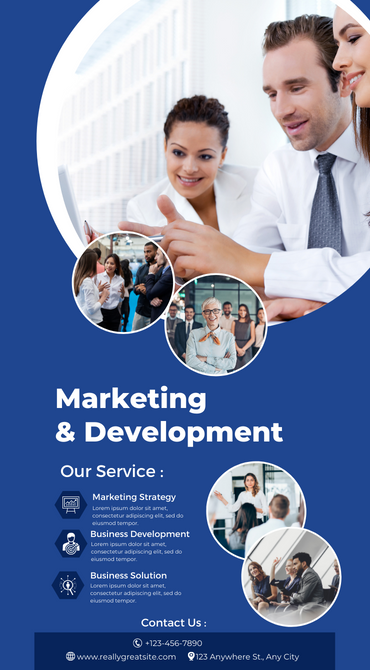 Marketing
& Development
Our Service :
Marketing Strategy
Lorem ipsum dolor sit amet,
consectetur adipiscing elit, sed do
eiusmod tempor.
Business Development
Lorem ipsum dolor sit amet,
consectetur adipiscing elit, sed do
eiusmod tempor.
Business Solution
Lorem ipsum dolor sit amet,
consectetur adipiscing elit, sed do
eiusmod tempor.
Contact Us :
+123-456-7890
www.reallygreatsite.com 123 Anywhere St., Any City